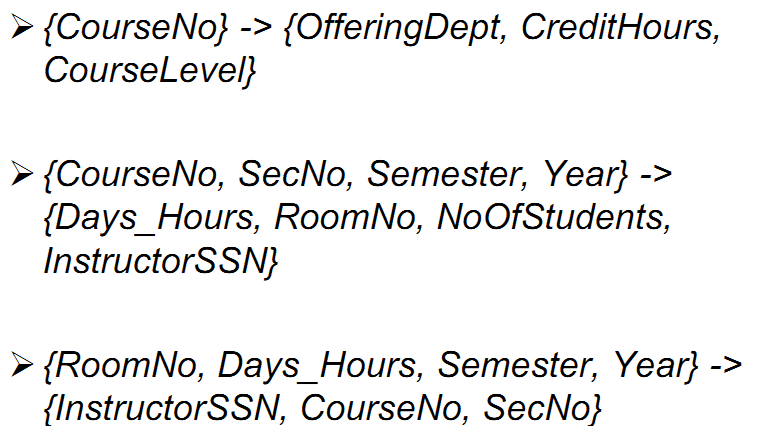 ➢ {CourseNo} -> {OfferingDept, CreditHours,
CourseLevel}
➢ {CourseNo, SecNo, Semester, Year} ->
{Days_Hours, RoomNo, NoOfStudents,
InstructorSSN}
➢ {RoomNo, Days_Hours, Semester, Year} ->
{InstructorSSN, CourseNo, SecNo}